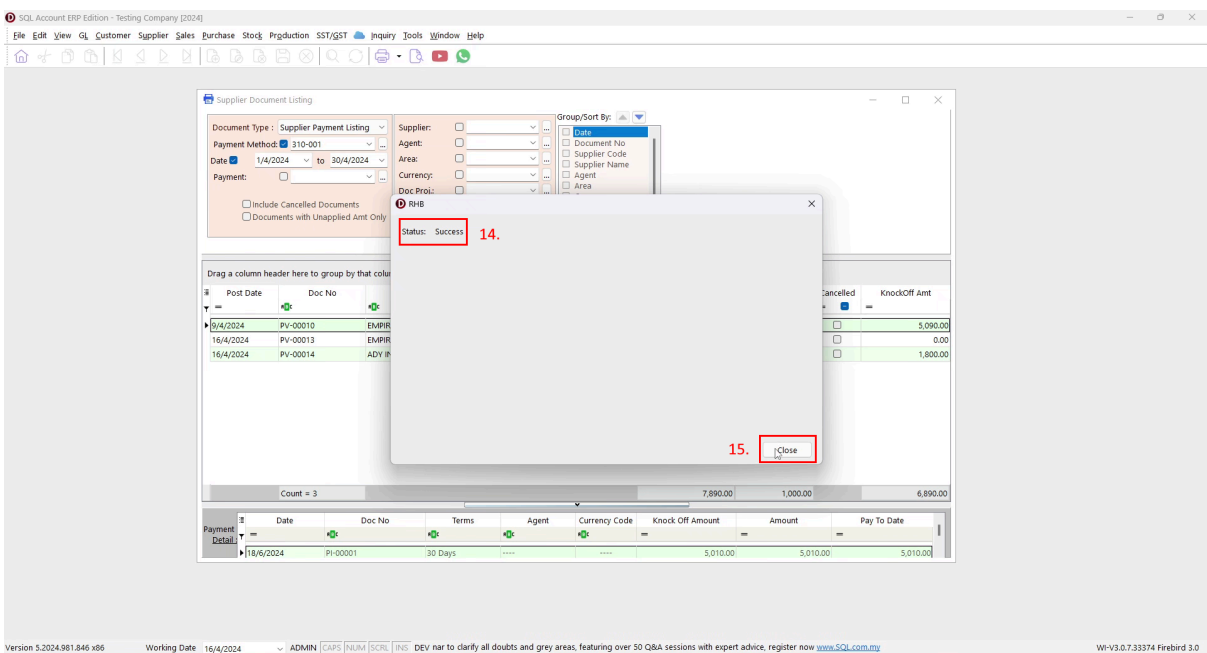 SQL Account ERP Edition - Testing Company [2024]
File Edit View GL Customer Supplier Sales Purchase Stock Production SST/GST Inquiry Tools Window Help
Supplier Document Listing
Document Type : Supplier Payment Listing
Payment Method: 310-001
Date 1/4/2024 to 30/4/2024
Payment:
Include Cancelled Documents
Documents with Unapplied Amt Only
Supplier:
Agent:
Area:
Currency:
Doc Proj.:
Group/Sort By:
Date
Document No
Supplier Code
Supplier Name
Agent
Area
RHB
Status: Success 14.
15. Close
Drag a column header here to group by that colu
Post Date Doc No Cancelled KnockOff Amt
9/4/2024 PV-00010 EMPIR 5,090.00
16/4/2024 PV-00013 EMPIR 0.00
16/4/2024 PV-00014 ADY IN 1,800.00
Count = 3 7,890.00 1,000.00 6,890.00
Payment Detail :
Date Doc No Terms Agent Currency Code Knock Off Amount Amount Pay To Date
18/6/2024 PI-00001 30 Days ---- ---- 5,010.00 5,010.00 5,010.00
Version 5.2024.981.846 x86 Working Date 16/4/2024 ADMIN CAPS NUM SCRL INS DEV nar to clarify all doubts and grey areas, featuring over 50 Q&A sessions with expert advice, register now www.SQL.com.my WI-V3.0.7.33374 Firebird 3.0